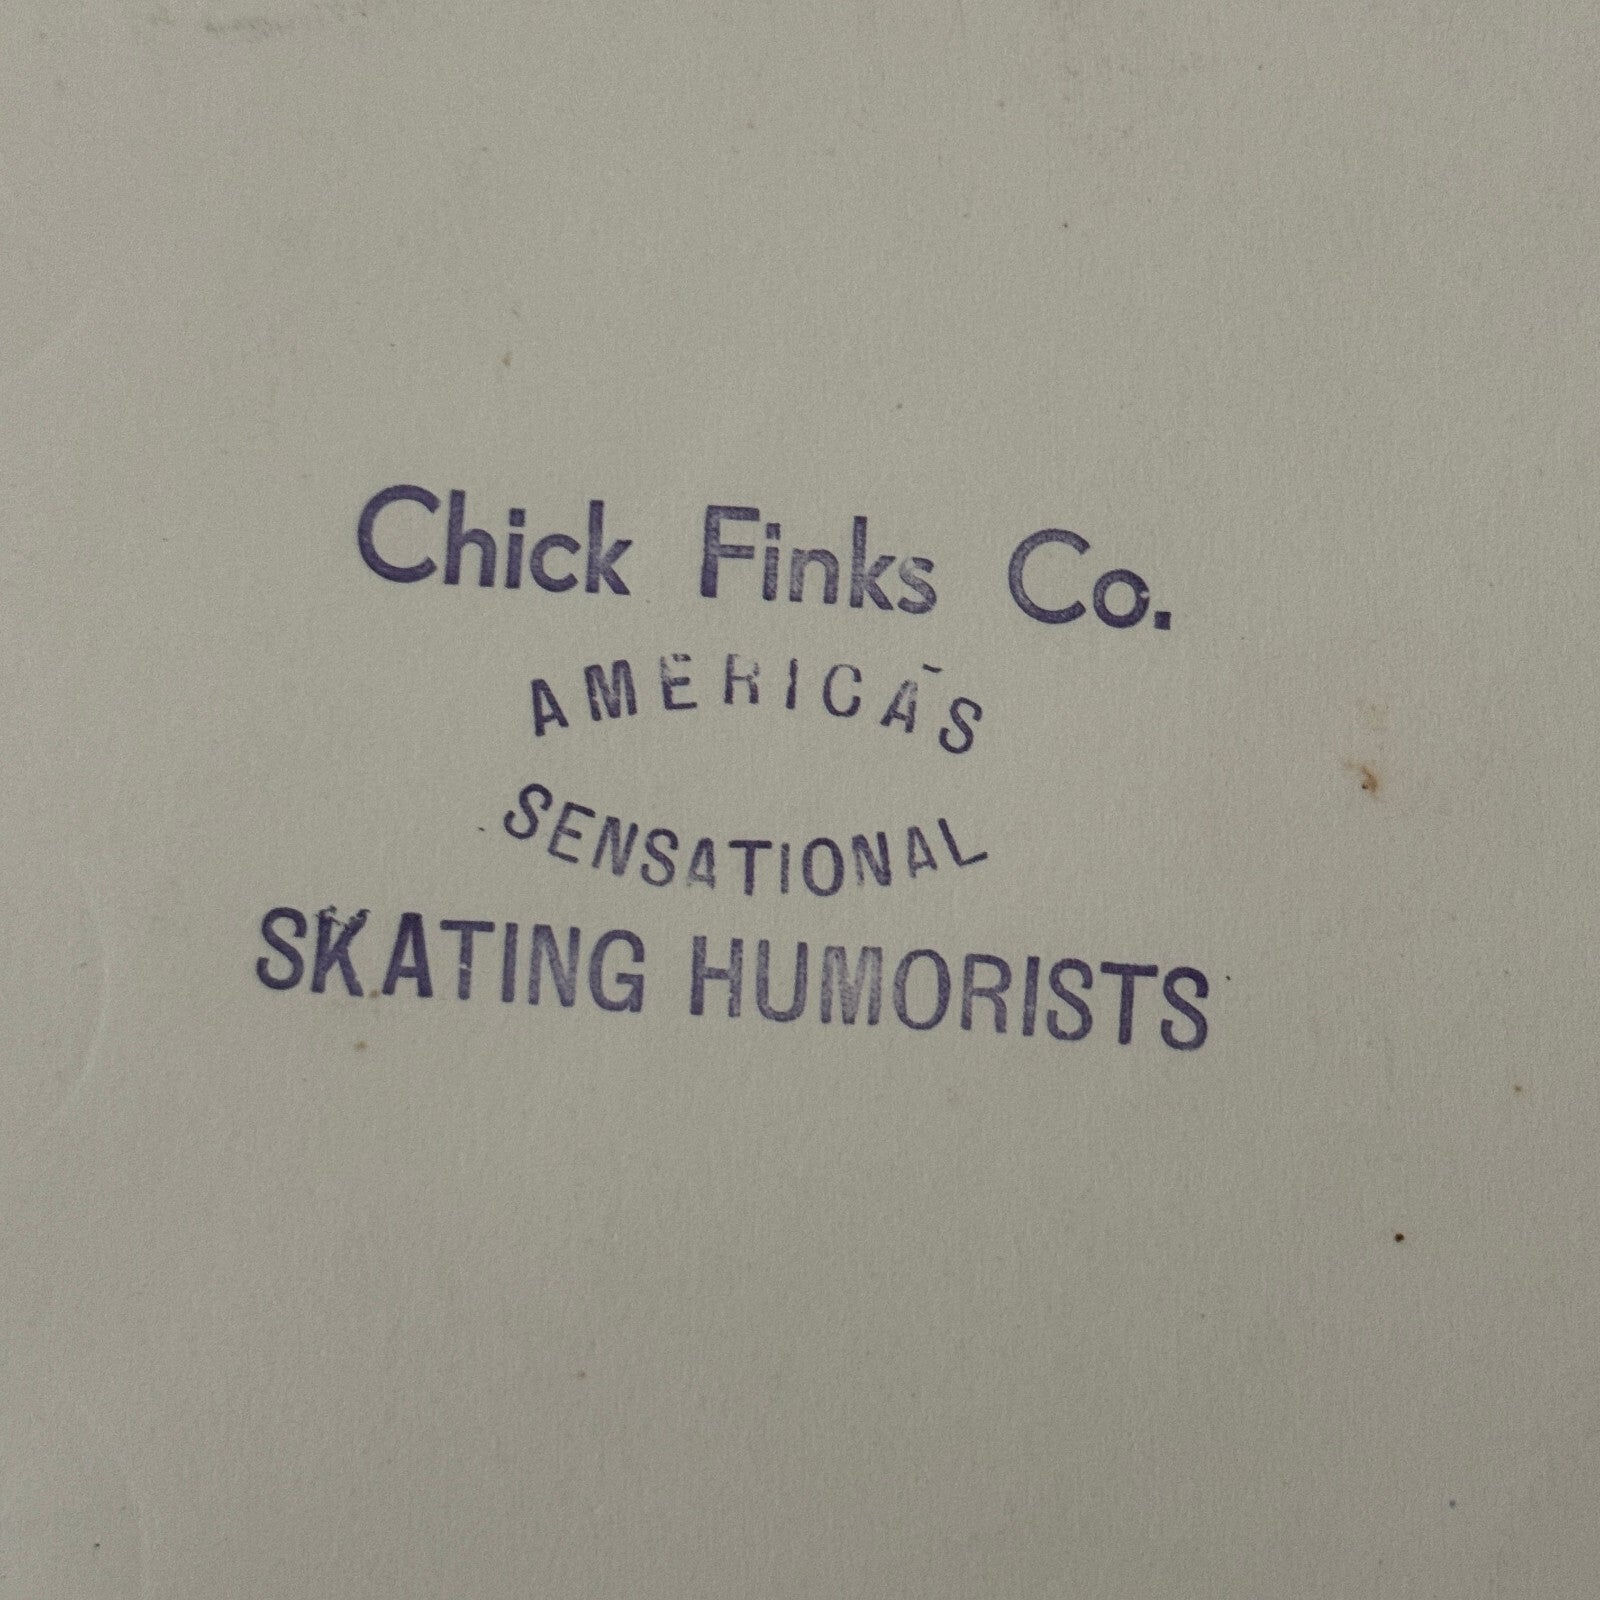 Chick Finks Co.
AMERICA'S
SENSATIONAL
SKATING HUMORISTS